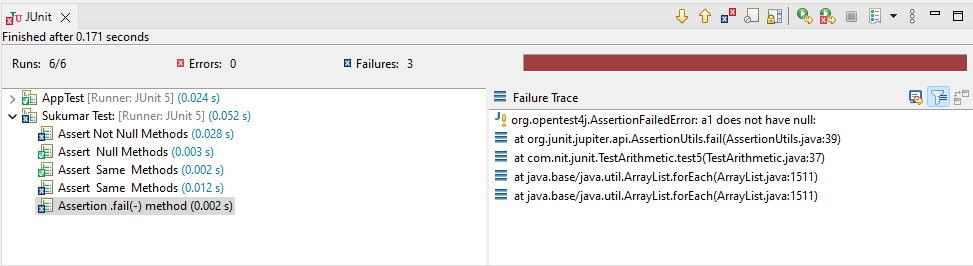 JUnit
Finished after 0.171 seconds
Runs: 6/6 Errors: 0 Failures: 3
AppTest [Runner: JUnit 5] (0.024 s)
Sukumar Test: [Runner: JUnit 5] (0.052 s)
Assert Not Null Methods (0.028 s)
Assert Null Methods (0.003 s)
Assert Same Methods (0.002 s)
Assert Same Methods (0.012 s)
Assertion .fail(-) method (0.002 s)
Failure Trace
org.opentest4j.AssertionFailedError: a1 does not have null:
at org.junit.jupiter.api.AssertionUtils.fail(AssertionUtils.java:39)
at com.nit.junit.TestArithmetic.test5(TestArithmetic.java:37)
at java.base/java.util.ArrayList.forEach(ArrayList.java:1511)
at java.base/java.util.ArrayList.forEach(ArrayList.java:1511)